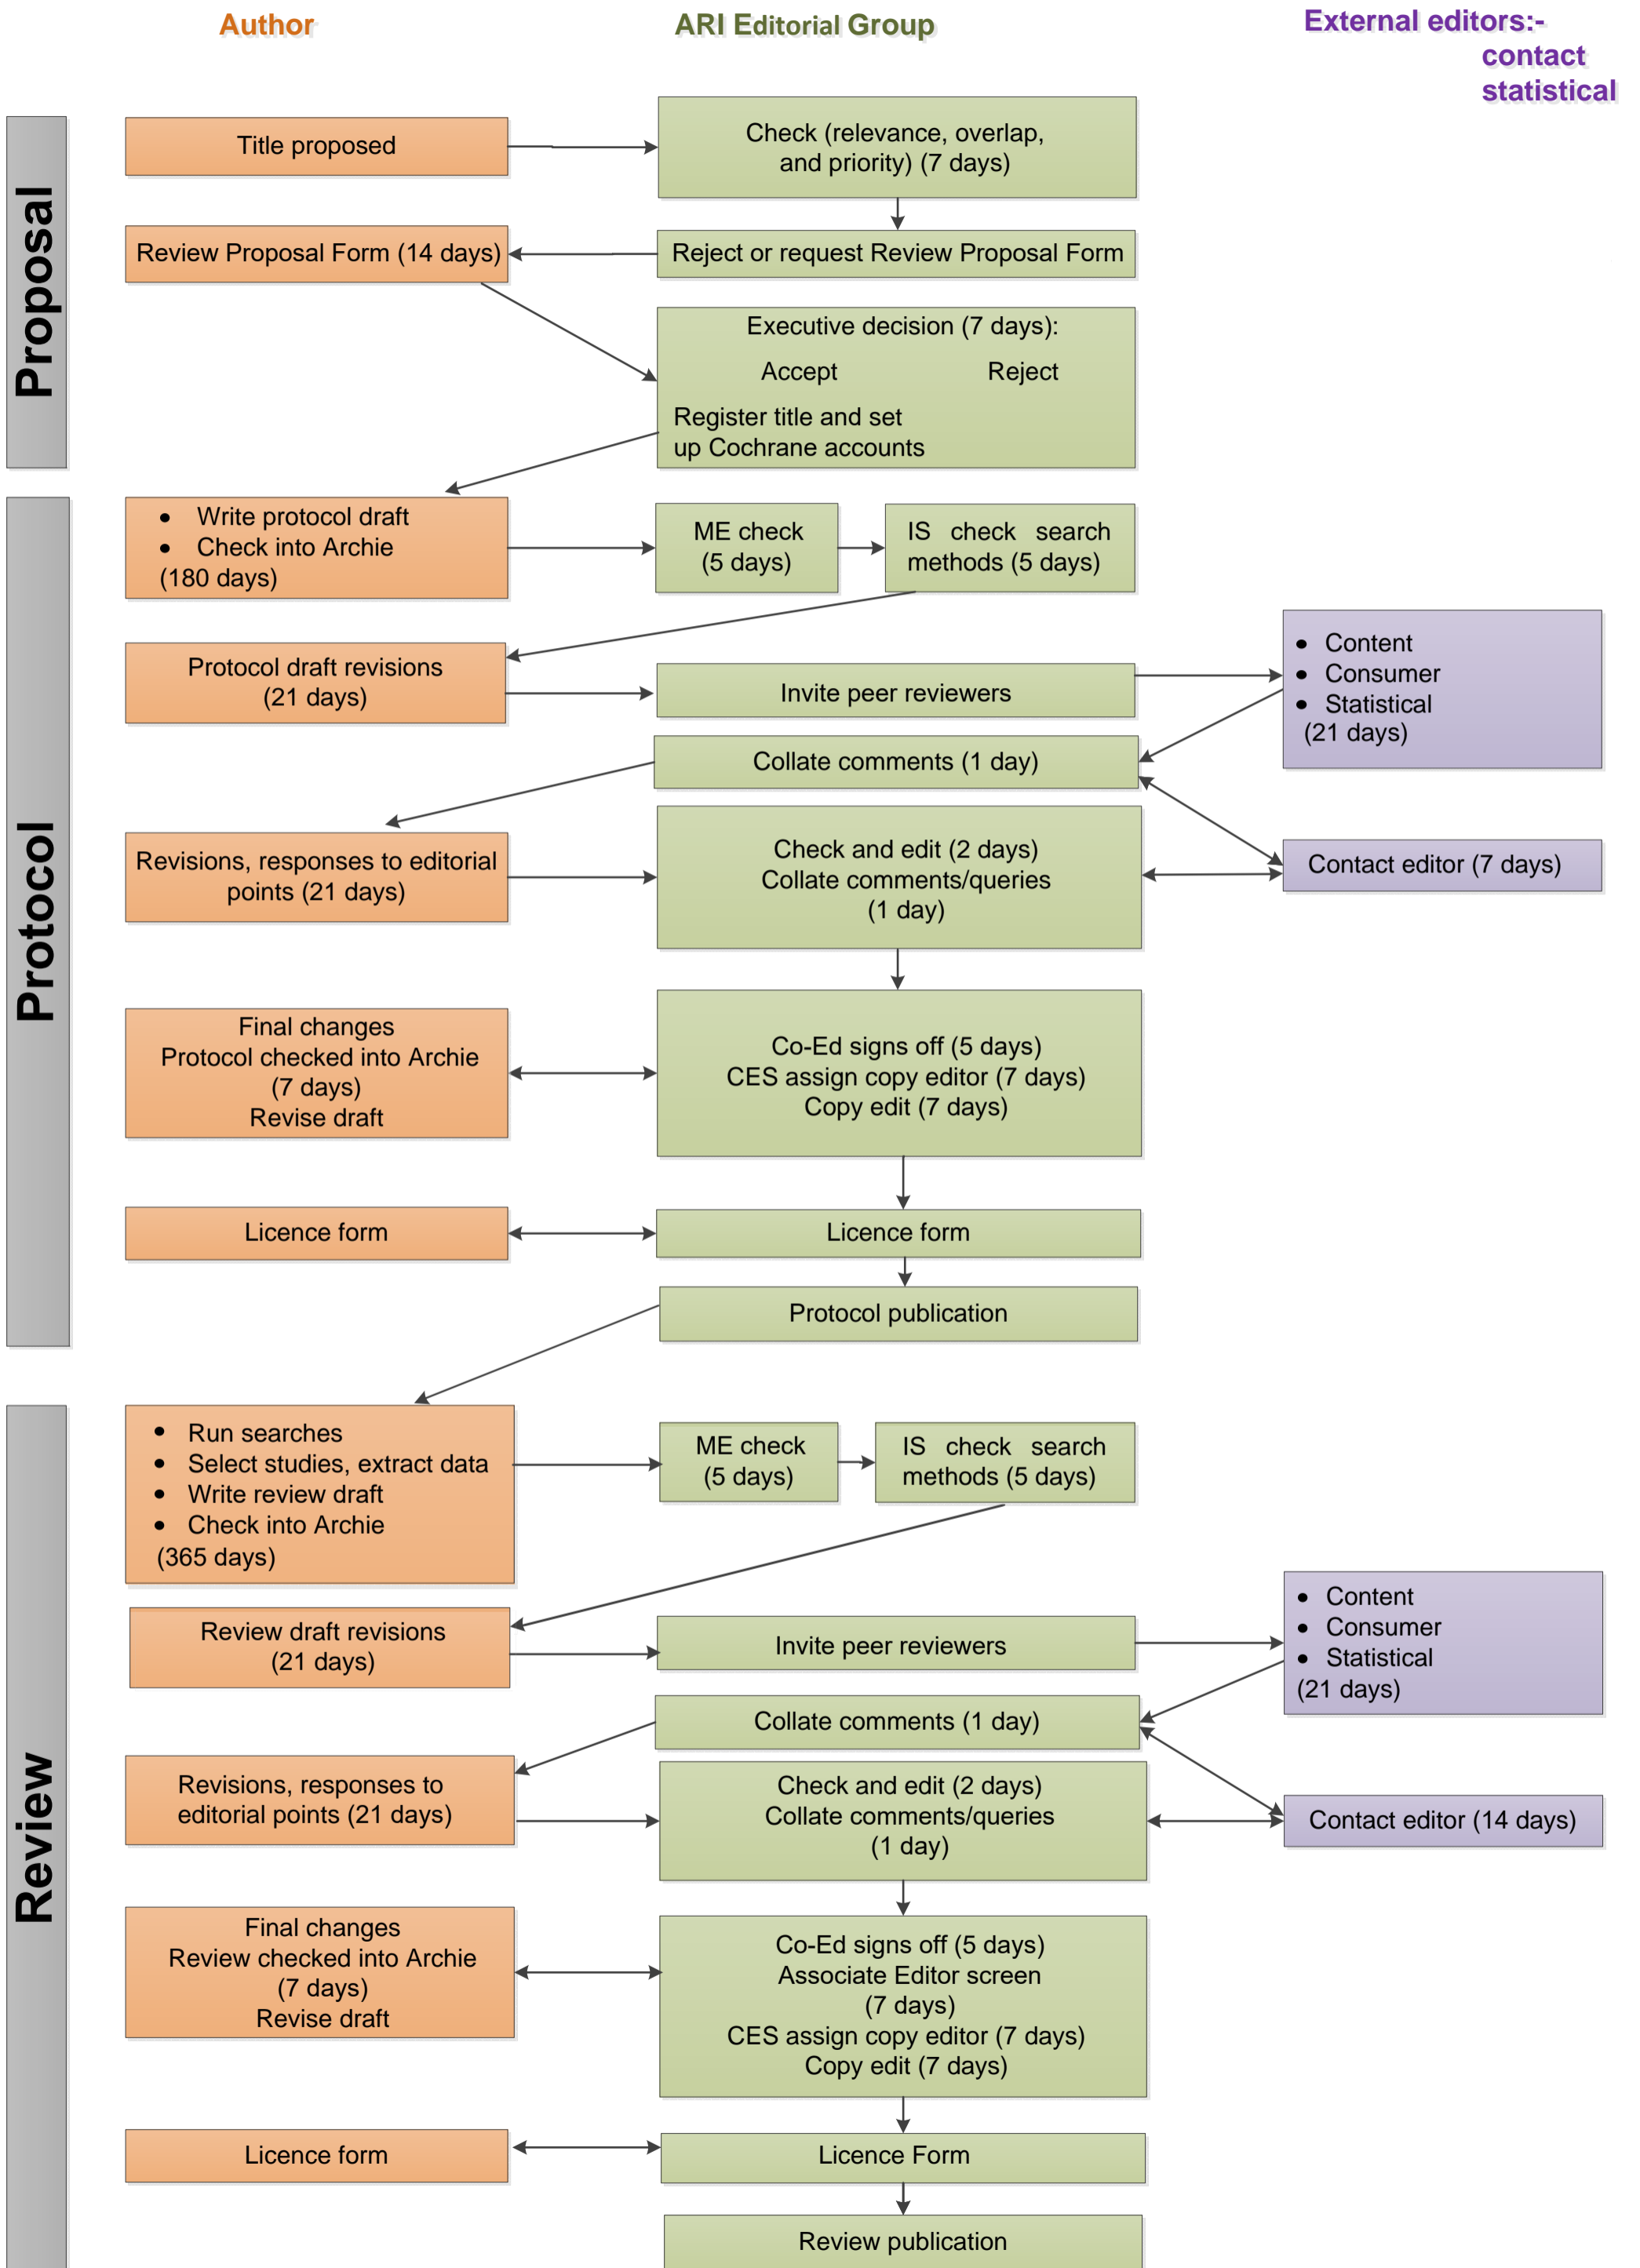 Author
ARI Editorial Group
External editors:-
contact
statistical
Proposal
Title proposed
Check (relevance, overlap,
and priority) (7 days)
Review Proposal Form (14 days)
Reject or request Review Proposal Form
Executive decision (7 days):
Accept Reject
Register title and set
up Cochrane accounts
Protocol
• Write protocol draft
• Check into Archie
(180 days)
ME check
(5 days)
IS check search
methods (5 days)
Protocol draft revisions
(21 days)
Invite peer reviewers
• Content
• Consumer
• Statistical
(21 days)
Collate comments (1 day)
Revisions, responses to editorial
points (21 days)
Check and edit (2 days)
Collate comments/queries
(1 day)
Contact editor (7 days)
Final changes
Protocol checked into Archie
(7 days)
Revise draft
Co-Ed signs off (5 days)
CES assign copy editor (7 days)
Copy edit (7 days)
Licence form
Licence form
Protocol publication
Review
• Run searches
• Select studies, extract data
• Write review draft
• Check into Archie
(365 days)
ME check
(5 days)
IS check search
methods (5 days)
Review draft revisions
(21 days)
Invite peer reviewers
• Content
• Consumer
• Statistical
(21 days)
Collate comments (1 day)
Revisions, responses to
editorial points (21 days)
Check and edit (2 days)
Collate comments/queries
(1 day)
Contact editor (14 days)
Final changes
Review checked into Archie
(7 days)
Revise draft
Co-Ed signs off (5 days)
Associate Editor screen
(7 days)
CES assign copy editor (7 days)
Copy edit (7 days)
Licence form
Licence Form
Review publication